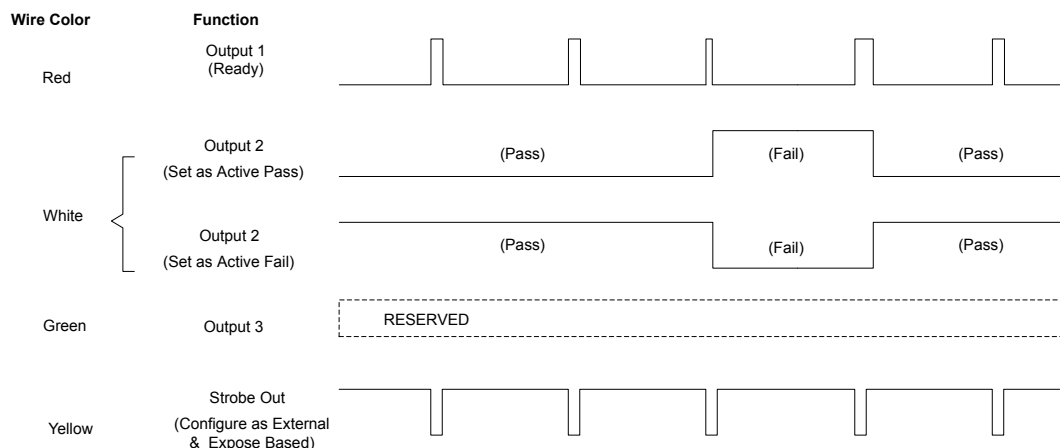 Wire Color Function
Output 1
(Ready)
Red
Output 2
(Set as Active Pass)
(Pass) (Fail) (Pass)
White
Output 2
(Set as Active Fail)
(Pass) (Fail) (Pass)
Green Output 3 RESERVED
Strobe Out
Yellow
(Configure as External
& Expose Based)